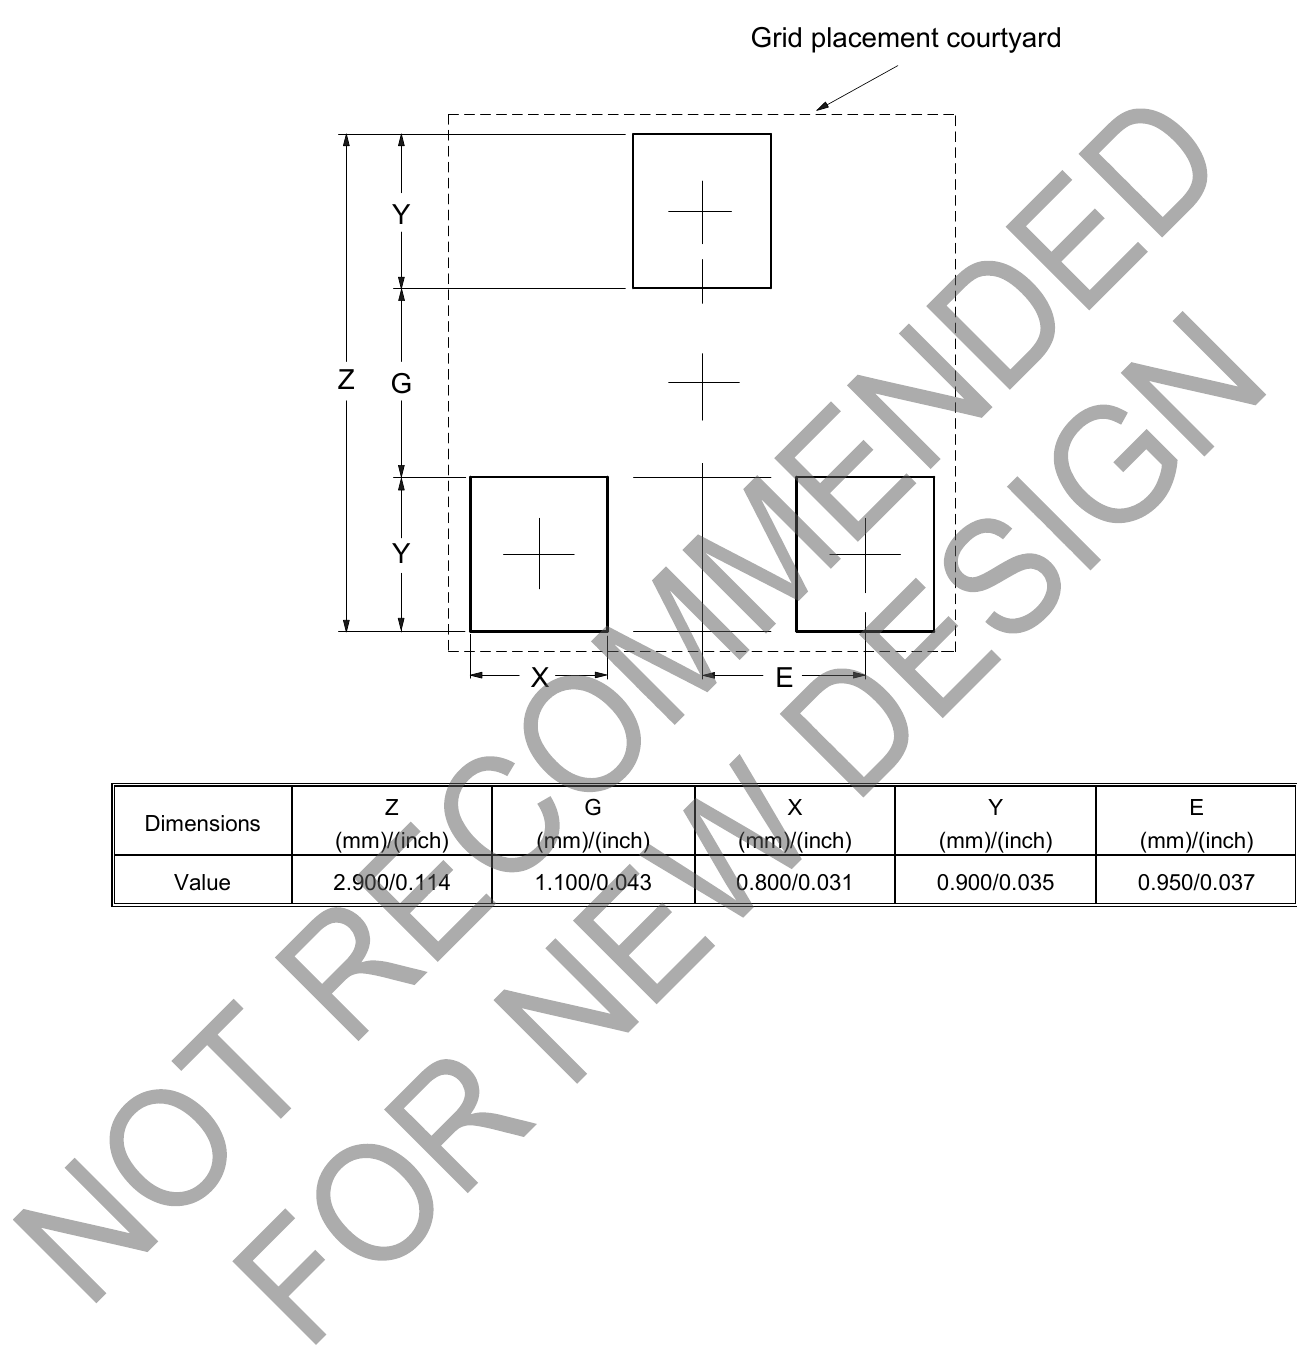 Grid placement courtyard
Y
Z
G
Y
X
E
Dimensions
Z
(mm)/(inch)
G
(mm)/(inch)
X
(mm)/(inch)
Y
(mm)/(inch)
E
(mm)/(inch)
Value
2.900/0.114
1.100/0.043
0.800/0.031
0.900/0.035
0.950/0.037
NOT RECOMMENDED
FOR NEW DESIGN